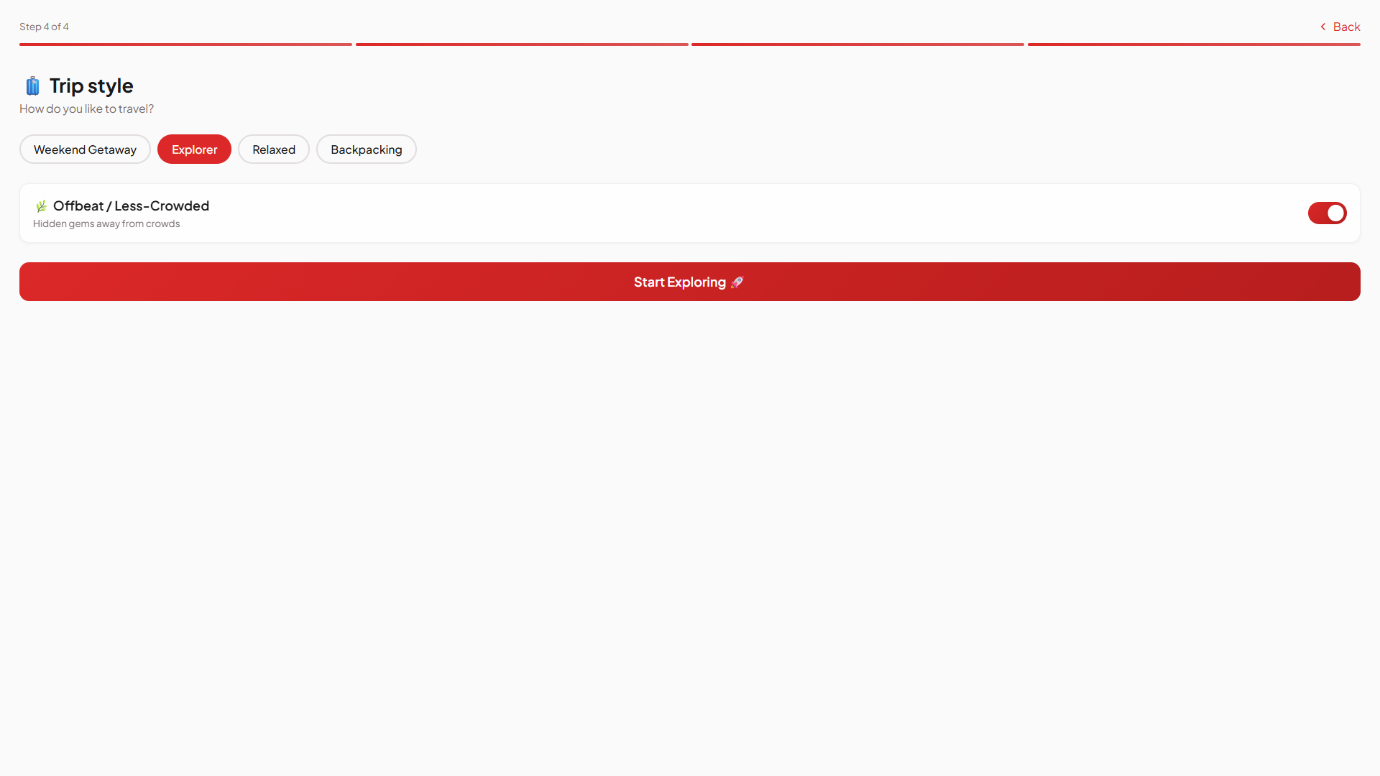 Step 4 of 4
Back
Trip style
How do you like to travel?
Weekend Getaway
Explorer
Relaxed
Backpacking
Offbeat / Less-Crowded
Hidden gems away from crowds
Start Exploring 🚀